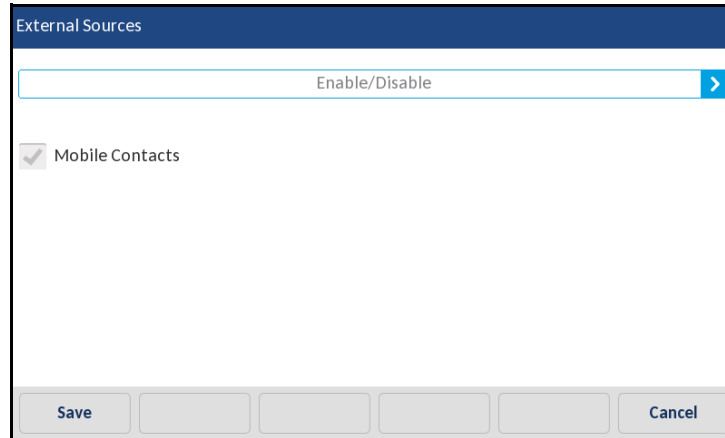 External Sources
Enable/Disable
Mobile Contacts
Save
Cancel